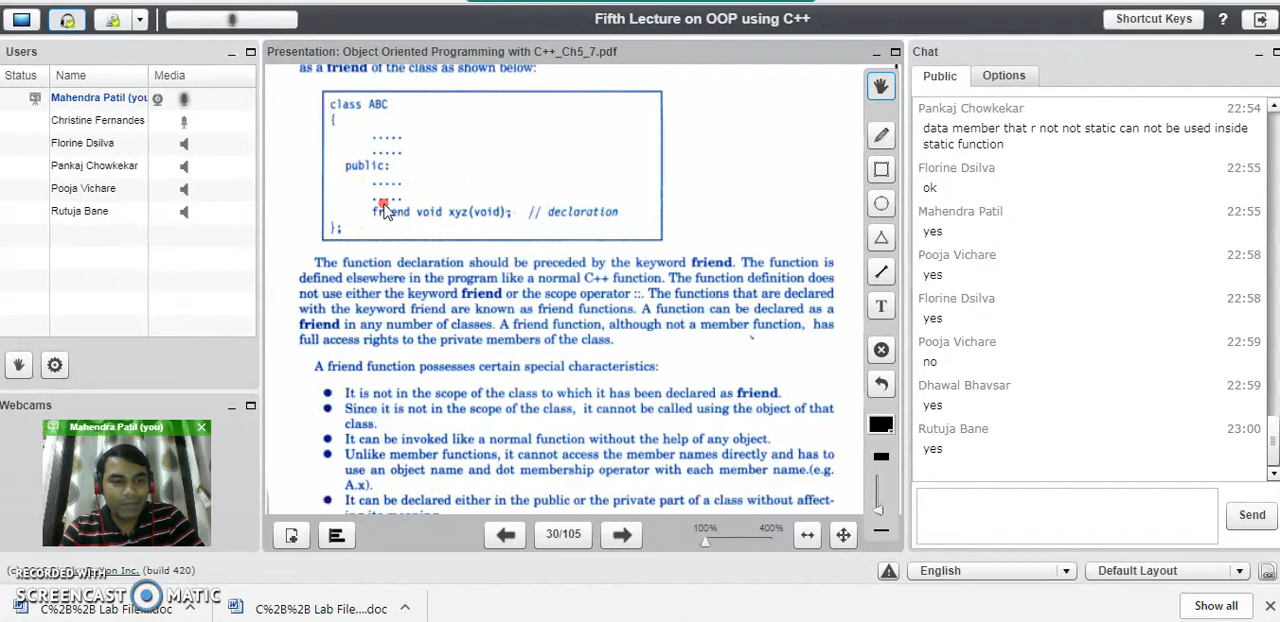 Fifth Lecture on OOP using C++
Shortcut Keys
?
Users
Status Name Media
Mahendra Patil (you
Christine Fernandes
Florine Dsilva
Pankaj Chowkekar
Pooja Vichare
Rutuja Bane
Webcams
Mahendra Patil (you)
Presentation: Object Oriented Programming with C++_Ch5_7.pdf
as a friend of the class as shown below:
class ABC
{
.....
.....
public:
.....
.....
friend void xyz(void); // declaration
};
The function declaration should be preceded by the keyword friend. The function is
defined elsewhere in the program like a normal C++ function. The function definition does
not use either the keyword friend or the scope operator ::. The functions that are declared
with the keyword friend are known as friend functions. A function can be declared as a
friend in any number of classes. A friend function, although not a member function, has
full access rights to the private members of the class.
A friend function possesses certain special characteristics:
● It is not in the scope of the class to which it has been declared as friend.
● Since it is not in the scope of the class, it cannot be called using the object of that
class.
● It can be invoked like a normal function without the help of any object.
● Unlike member functions, it cannot access the member names directly and has to
use an object name and dot membership operator with each member name.(e.g.
A.x).
● It can be declared either in the public or the private part of a class without affect-
T
30/105
100% 400%
Chat
Public Options
Pankaj Chowkekar 22:54
data member that r not not static can not be used inside
static function
Florine Dsilva 22:55
ok
Mahendra Patil 22:55
yes
Pooja Vichare 22:58
yes
Florine Dsilva 22:58
yes
Pooja Vichare 22:59
no
Dhawal Bhavsar 22:59
yes
Rutuja Bane 23:00
yes
Send
Inc. (build 420)
English
Default Layout
RECORDED WITH
SCREENCAST MATIC
C%2B%2B Lab File....doc
C%2B%2B Lab File....doc
Show all